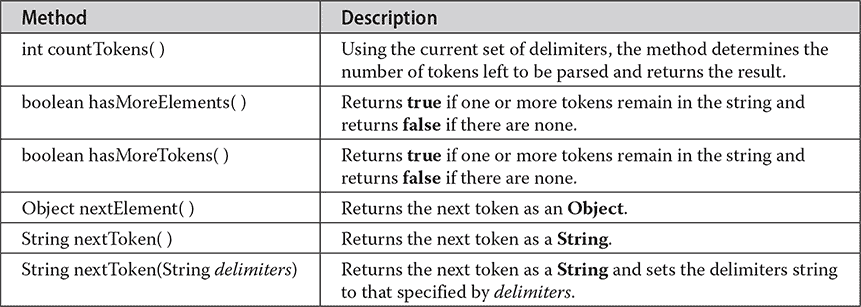 Method Description
int countTokens( ) Using the current set of delimiters, the method determines the
number of tokens left to be parsed and returns the result.
boolean hasMoreElements( ) Returns true if one or more tokens remain in the string and
returns false if there are none.
boolean hasMoreTokens( ) Returns true if one or more tokens remain in the string and
returns false if there are none.
Object nextElement( ) Returns the next token as an Object.
String nextToken( ) Returns the next token as a String.
String nextToken(String delimiters) Returns the next token as a String and sets the delimiters string
to that specified by delimiters.